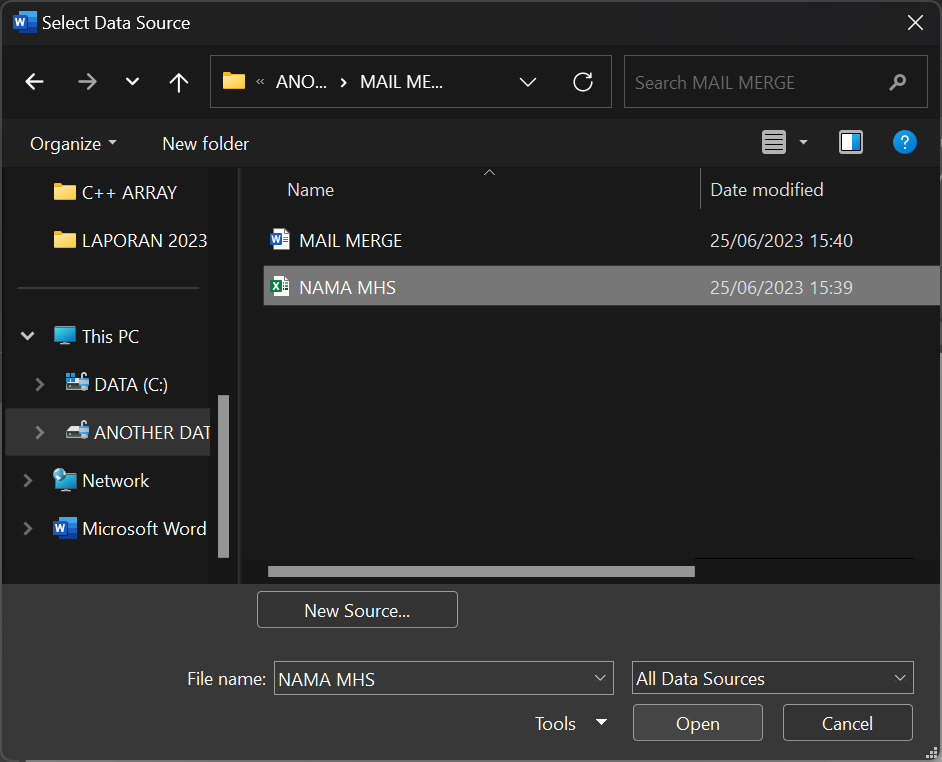 Select Data Source
« ANO... › MAIL ME...
Search MAIL MERGE
Organize
New folder
?
Name
Date modified
C++ ARRAY
LAPORAN 2023
This PC
DATA (C:)
ANOTHER DAT
Network
Microsoft Word
MAIL MERGE 25/06/2023 15:40
NAMA MHS 25/06/2023 15:39
New Source...
File name: NAMA MHS
All Data Sources
Tools
Open
Cancel